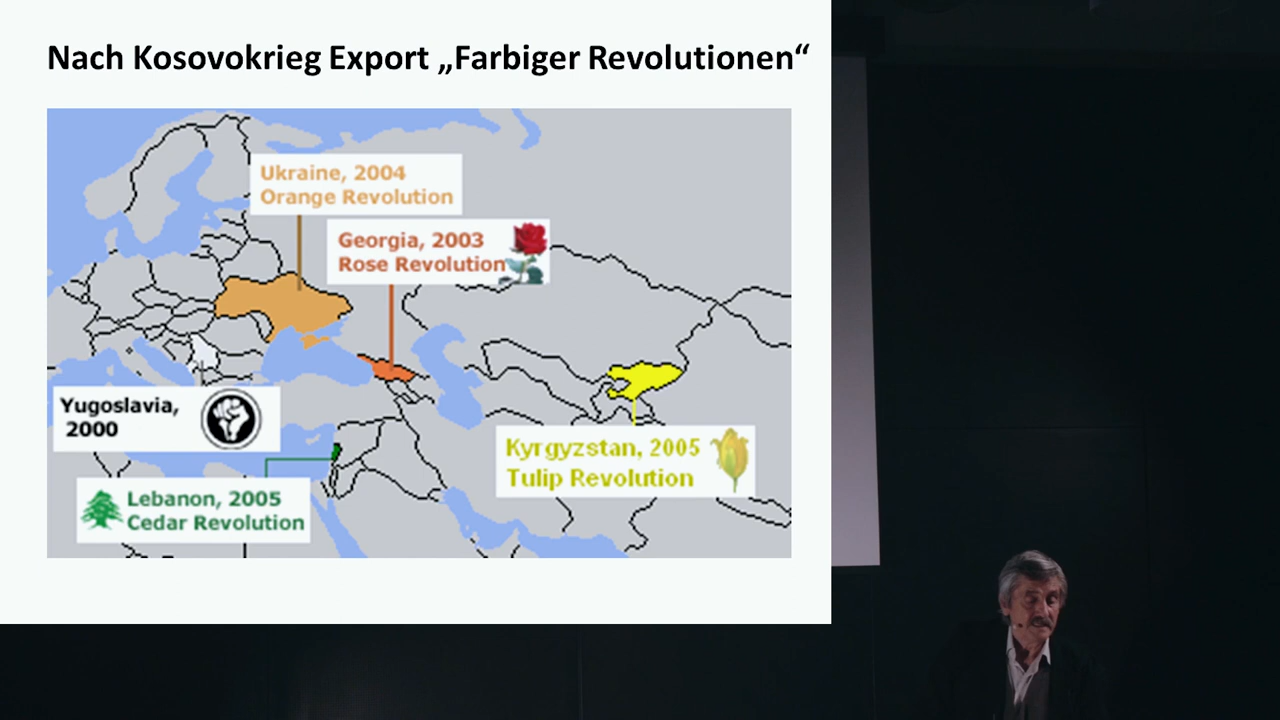 Nach Kosovokrieg Export „Farbiger Revolutionen“
Ukraine, 2004
Orange Revolution
Georgia, 2003
Rose Revolution
Yugoslavia,
2000
Kyrgyzstan, 2005
Tulip Revolution
Lebanon, 2005
Cedar Revolution